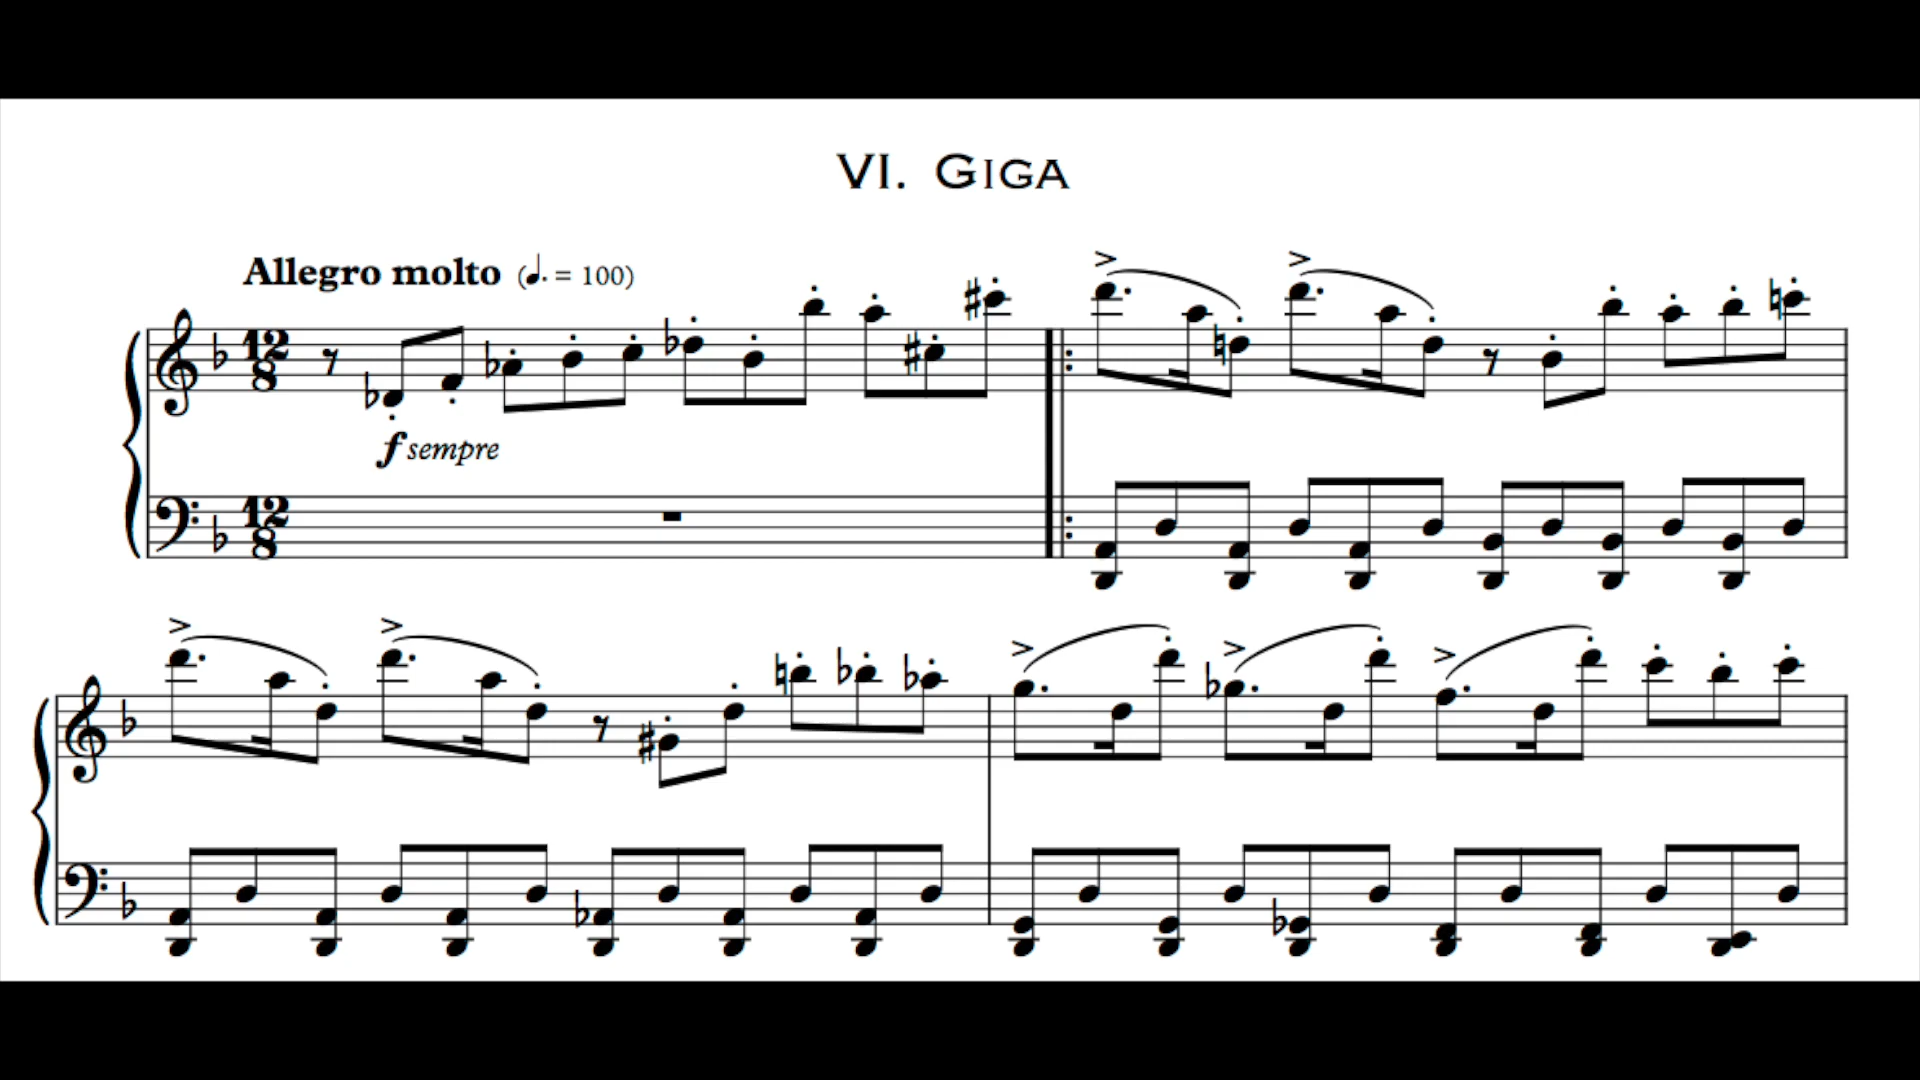 VI. GIGA
Allegro molto (♩. = 100)
12 8
f sempre
12 8